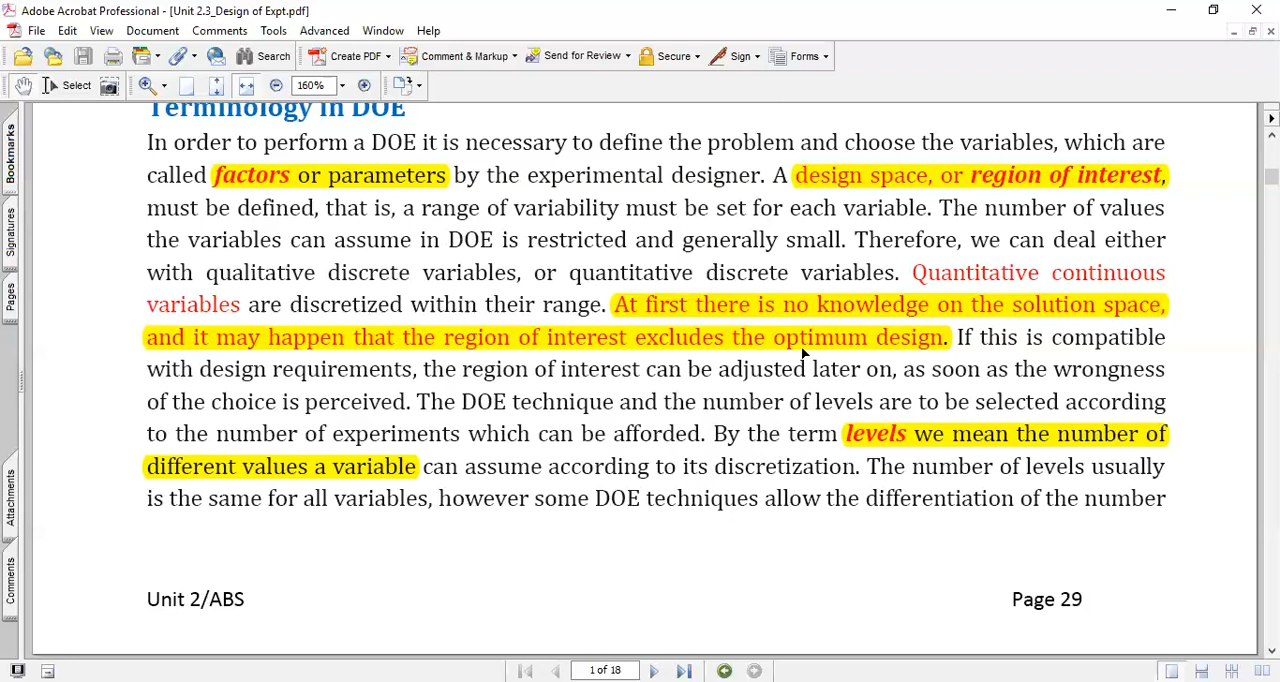 Adobe Acrobat Professional - [Unit 2.3_Design of Expt.pdf]
File Edit View Document Comments Tools Advanced Window Help
Search Create PDF Comment & Markup Send for Review Secure Sign Forms
Select 160%
Bookmarks
Signatures
Pages
Attachments
Comments
Terminology in DOE
In order to perform a DOE it is necessary to define the problem and choose the variables, which are
called factors or parameters by the experimental designer. A design space, or region of interest,
must be defined, that is, a range of variability must be set for each variable. The number of values
the variables can assume in DOE is restricted and generally small. Therefore, we can deal either
with qualitative discrete variables, or quantitative discrete variables. Quantitative continuous
variables are discretized within their range. At first there is no knowledge on the solution space,
and it may happen that the region of interest excludes the optimum design. If this is compatible
with design requirements, the region of interest can be adjusted later on, as soon as the wrongness
of the choice is perceived. The DOE technique and the number of levels are to be selected according
to the number of experiments which can be afforded. By the term levels we mean the number of
different values a variable can assume according to its discretization. The number of levels usually
is the same for all variables, however some DOE techniques allow the differentiation of the number
Unit 2/ABS Page 29
1 of 18